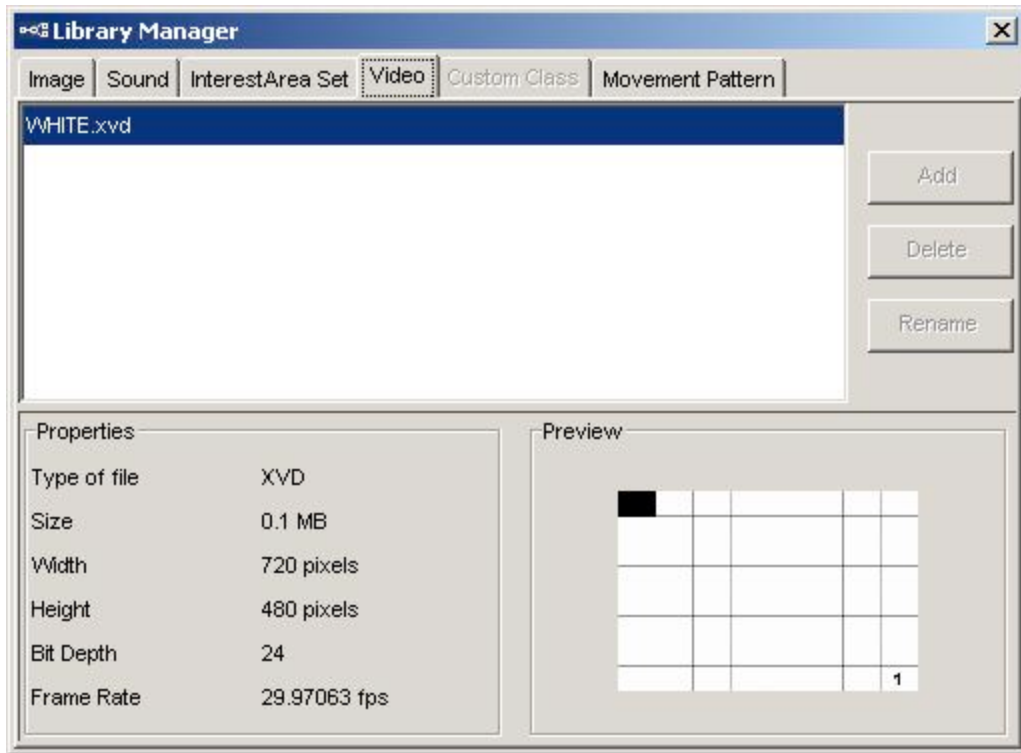 Library Manager
Image Sound InterestArea Set Video Custom Class Movement Pattern
WHITE.xvd
Add
Delete
Rename
Properties
Type of file XVD
Size 0.1 MB
Width 720 pixels
Height 480 pixels
Bit Depth 24
Frame Rate 29.97063 fps
Preview
1